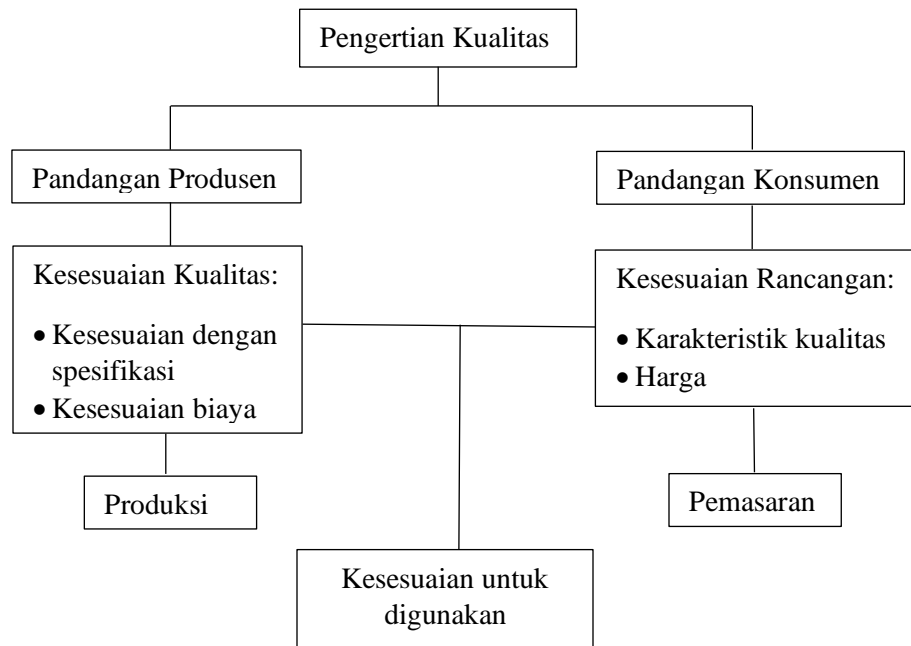 Pengertian Kualitas
Pandangan Produsen
Pandangan Konsumen
Kesesuaian Kualitas:
• Kesesuaian dengan
spesifikasi
• Kesesuaian biaya
Kesesuaian Rancangan:
• Karakteristik kualitas
• Harga
Produksi
Pemasaran
Kesesuaian untuk
digunakan